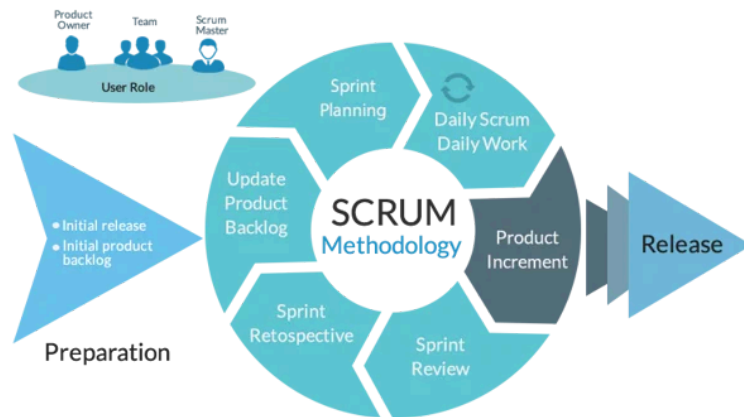 Product
Owner
Team
Scrum
Master
User Role
Sprint
Planning
Daily Scrum
Daily Work
Update
Product
Backlog
SCRUM
Methodology
Product
Increment
Release
Initial release
Initial product
backlog
Sprint
Retospective
Sprint
Review
Preparation